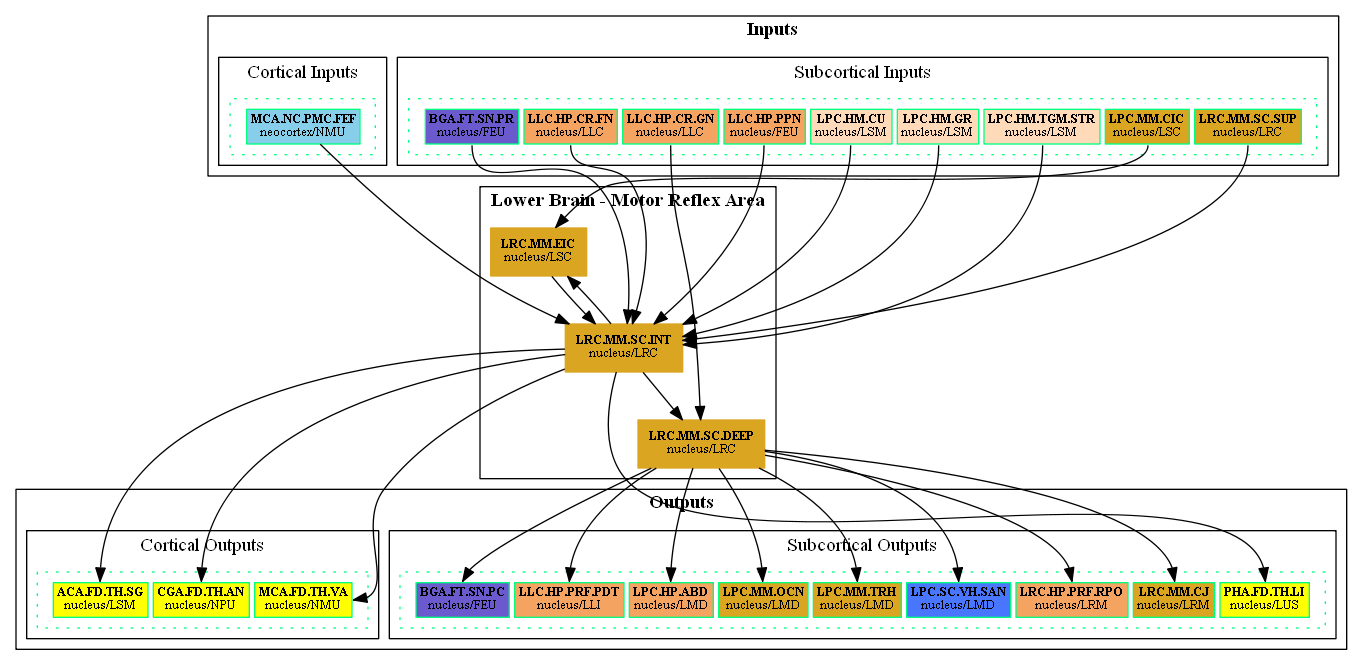 Inputs
Cortical Inputs
Subcortical Inputs
MCA.NC.PMC.FEF
neocortex/NMU
BGA.FT.SN.PR
nucleus/FEU
LLC.HP.CR.FN
nucleus/LLC
LLC.HP.CR.GN
nucleus/LLC
LLC.HP.PPN
nucleus/FEU
LPC.HM.CU
nucleus/LSM
LPC.HM.GR
nucleus/LSM
LPC.HM.TGM.STR
nucleus/LSM
LPC.MM.CIC
nucleus/LSC
LRC.MM.SC.SUP
nucleus/LRC
Lower Brain - Motor Reflex Area
LRC.MM.EIC
nucleus/LSC
LRC.MM.SC.INT
nucleus/LRC
LRC.MM.SC.DEEP
nucleus/LRC
Outputs
Cortical Outputs
Subcortical Outputs
ACA.FD.TH.SG
nucleus/LSM
CGA.FD.TH.AN
nucleus/NPU
MCA.FD.TH.VA
nucleus/NMU
BGA.FT.SN.PC
nucleus/FEU
LLC.HP.PRF.PDT
nucleus/LLI
LPC.HP.ABD
nucleus/LMD
LPC.MM.OCN
nucleus/LMD
LPC.MM.TRH
nucleus/LMD
LPC.SC.VH.SAN
nucleus/LMD
LRC.HP.PRF.RPO
nucleus/LRM
LRC.MM.CJ
nucleus/LRM
PHA.FD.TH.LI
nucleus/LUS